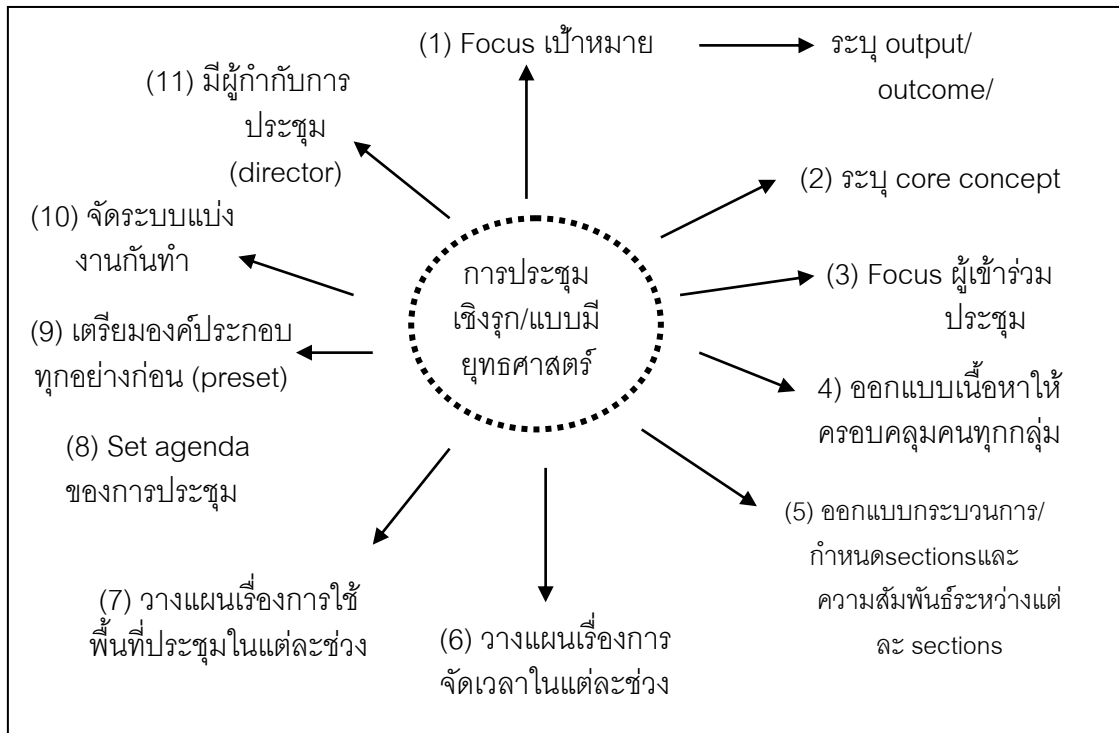 (1) Focus เป้าหมาย
ระบุ output/
outcome/
(11) มีผู้กำกับการ
ประชุม
(director)
(2) ระบุ core concept
(10) จัดระบบแบ่ง
งานกันทำ
การประชุม
เชิงรุก/แบบมี
ยุทธศาสตร์
(3) Focus ผู้เข้าร่วม
ประชุม
(9) เตรียมองค์ประกอบ
ทุกอย่างก่อน (preset)
4) ออกแบบเนื้อหาให้
ครอบคลุมคนทุกกลุ่ม
(8) Set agenda
ของการประชุม
(5) ออกแบบกระบวนการ/
กำหนดsectionsและ
ความสัมพันธ์ระหว่างแต่
ละ sections
(7) วางแผนเรื่องการใช้
พื้นที่ประชุมในแต่ละช่วง
(6) วางแผนเรื่องการ
จัดเวลาในแต่ละช่วง